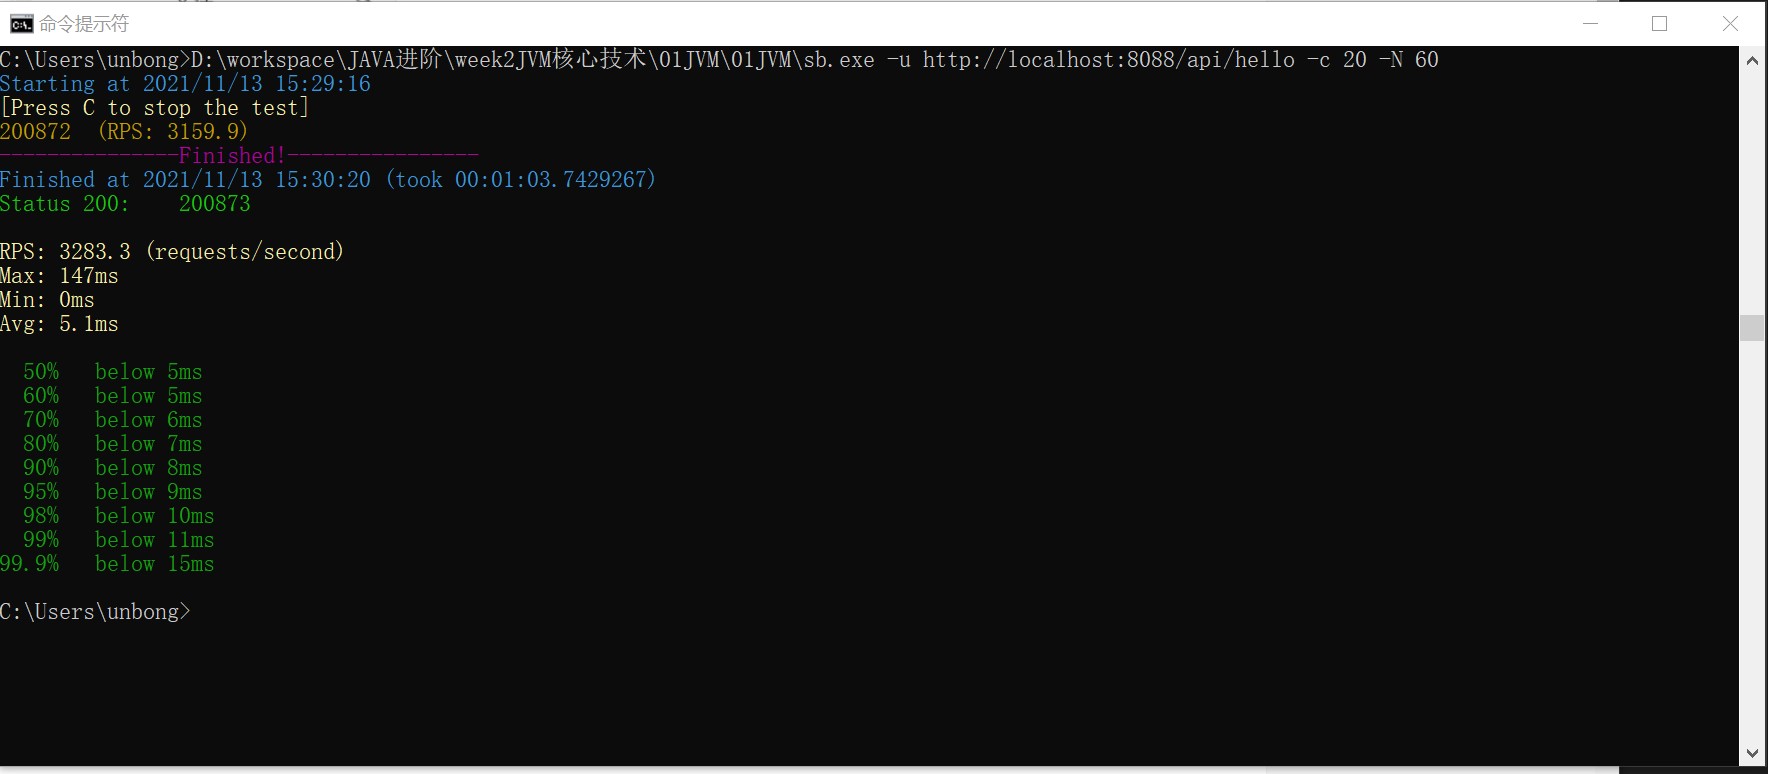 命令提示符
C:\Users\unbong>D:\workspace\JAVA进阶\week2JVM核心技术\01JVM\01JVM\sb.exe -u http://localhost:8088/api/hello -c 20 -N 60
Starting at 2021/11/13 15:29:16
[Press C to stop the test]
200872  (RPS: 3159.9)
---------------Finished!----------------
Finished at 2021/11/13 15:30:20 (took 00:01:03.7429267)
Status 200:    200873
RPS: 3283.3 (requests/second)
Max: 147ms
Min: 0ms
Avg: 5.1ms
50%   below 5ms
60%   below 5ms
70%   below 6ms
80%   below 7ms
90%   below 8ms
95%   below 9ms
98%   below 10ms
99%   below 11ms
99.9%   below 15ms
C:\Users\unbong>